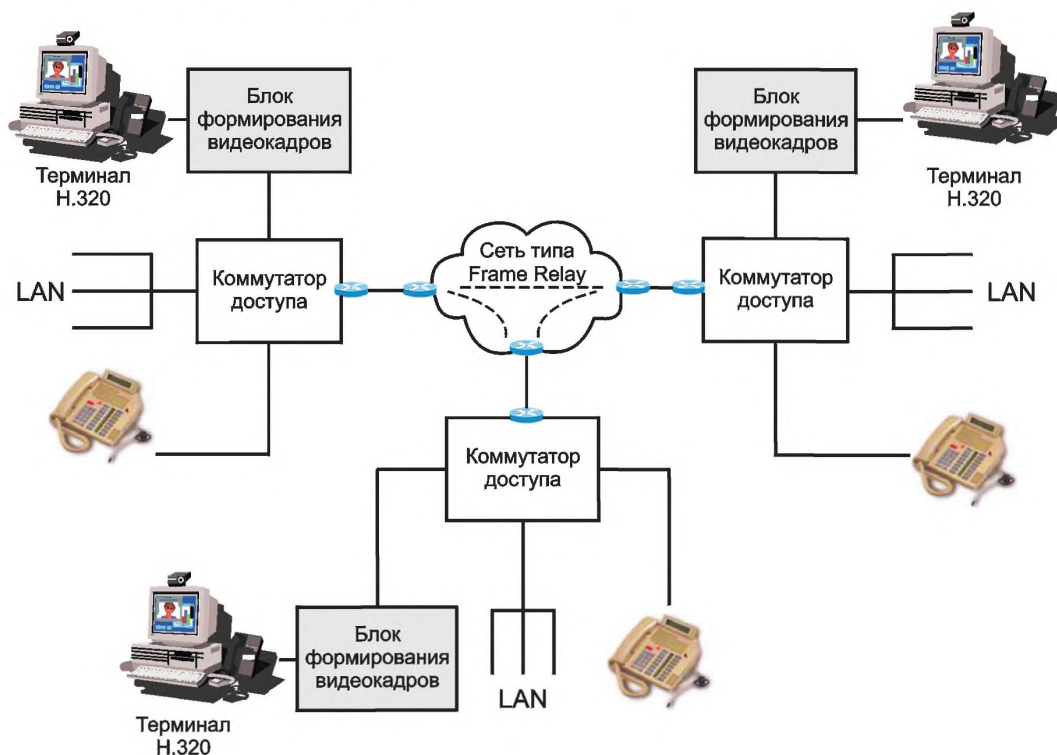 Блок
формирования
видеокадров
Блок
формирования
видеокадров
Терминал
H.320
Терминал
H.320
Сеть типа
Frame Relay
LAN
Коммутатор
доступа
Коммутатор
доступа
LAN
Коммутатор
доступа
Блок
формирования
видеокадров
LAN
Терминал
H.320